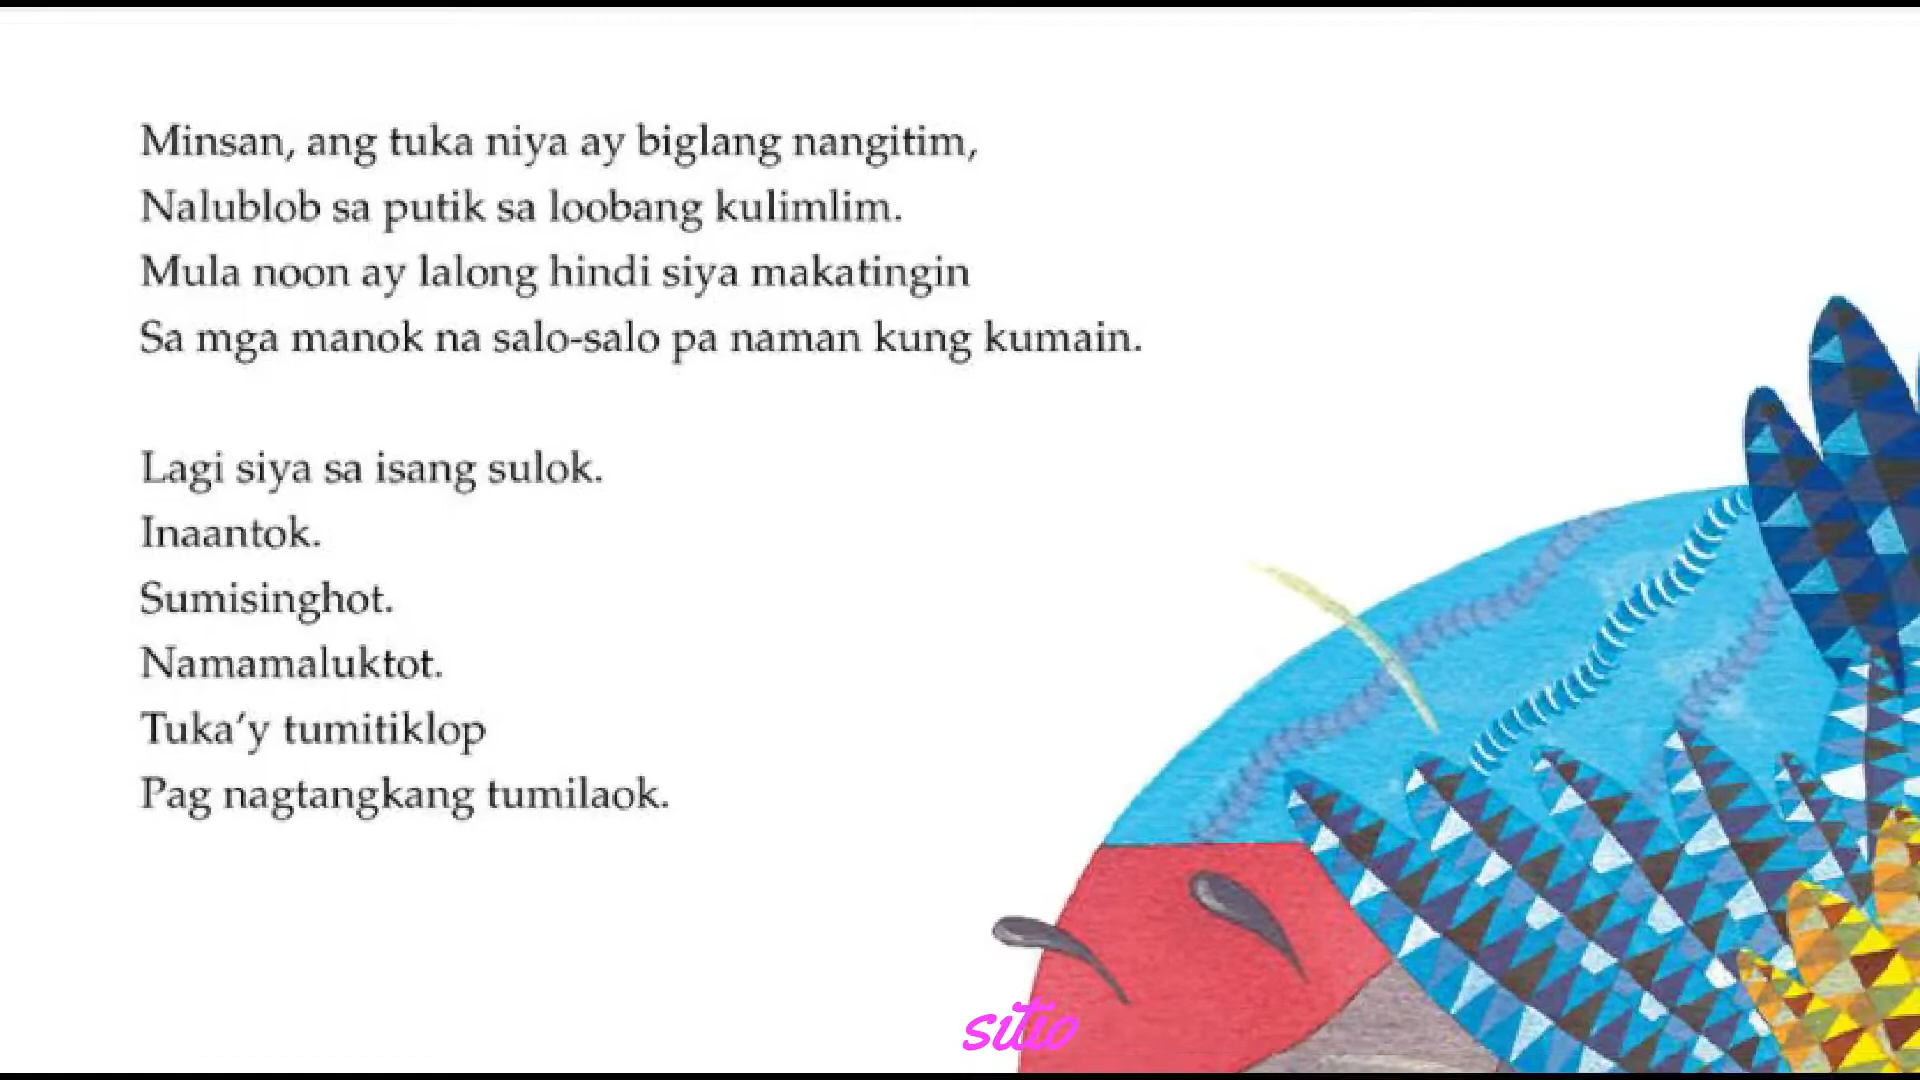 Minsan, ang tuka niya ay biglang nangitim,
Nalublob sa putik sa loobang kulimlim.
Mula noon ay lalong hindi siya makatingin
Sa mga manok na salo-salo pa naman kung kumain.
Lagi siya sa isang sulok.
Inaantok.
Sumisinghot.
Namamaluktot.
Tuka'y tumitiklop
Pag nagtangkang tumilaok.
sitio